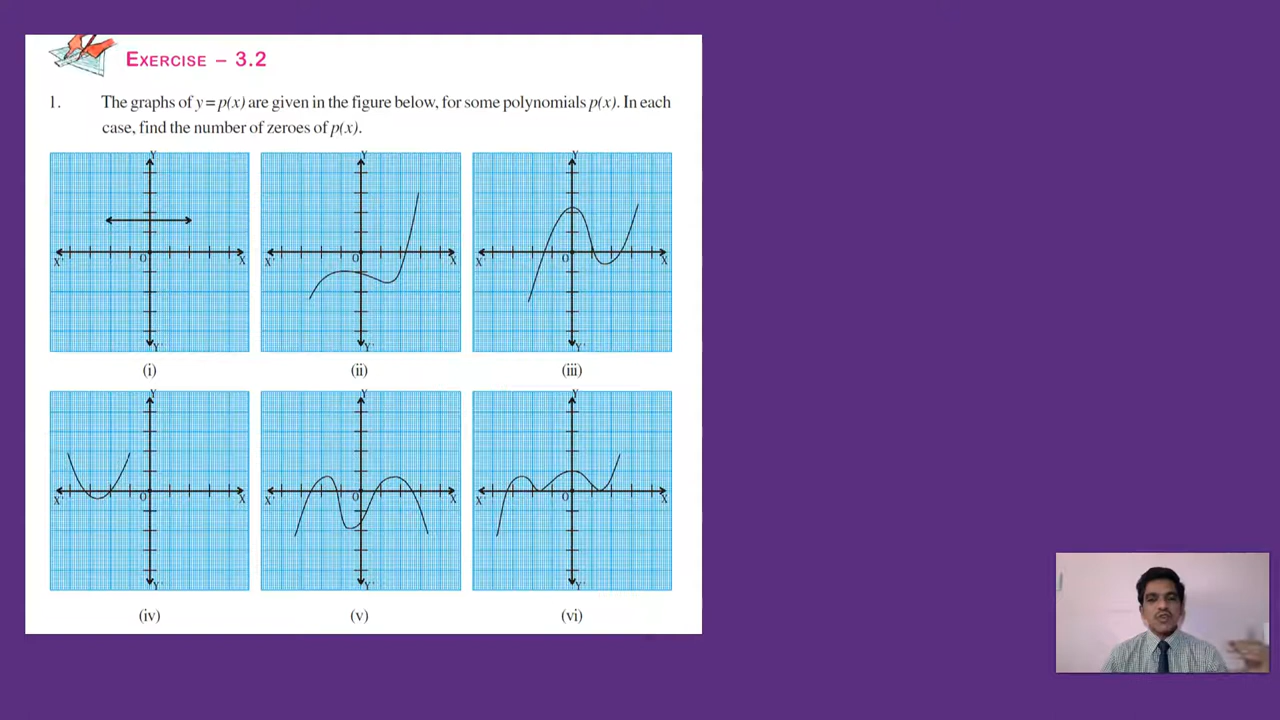 EXERCISE – 3.2
1. The graphs of y = p(x) are given in the figure below, for some polynomials p(x). In each
case, find the number of zeroes of p(x).
Y Y Y
X' O X X' O X X' O X
Y' Y' Y'
(i) (ii) (iii)
Y Y Y
X' O X X' O X X' O X
Y' Y' Y'
(iv) (v) (vi)